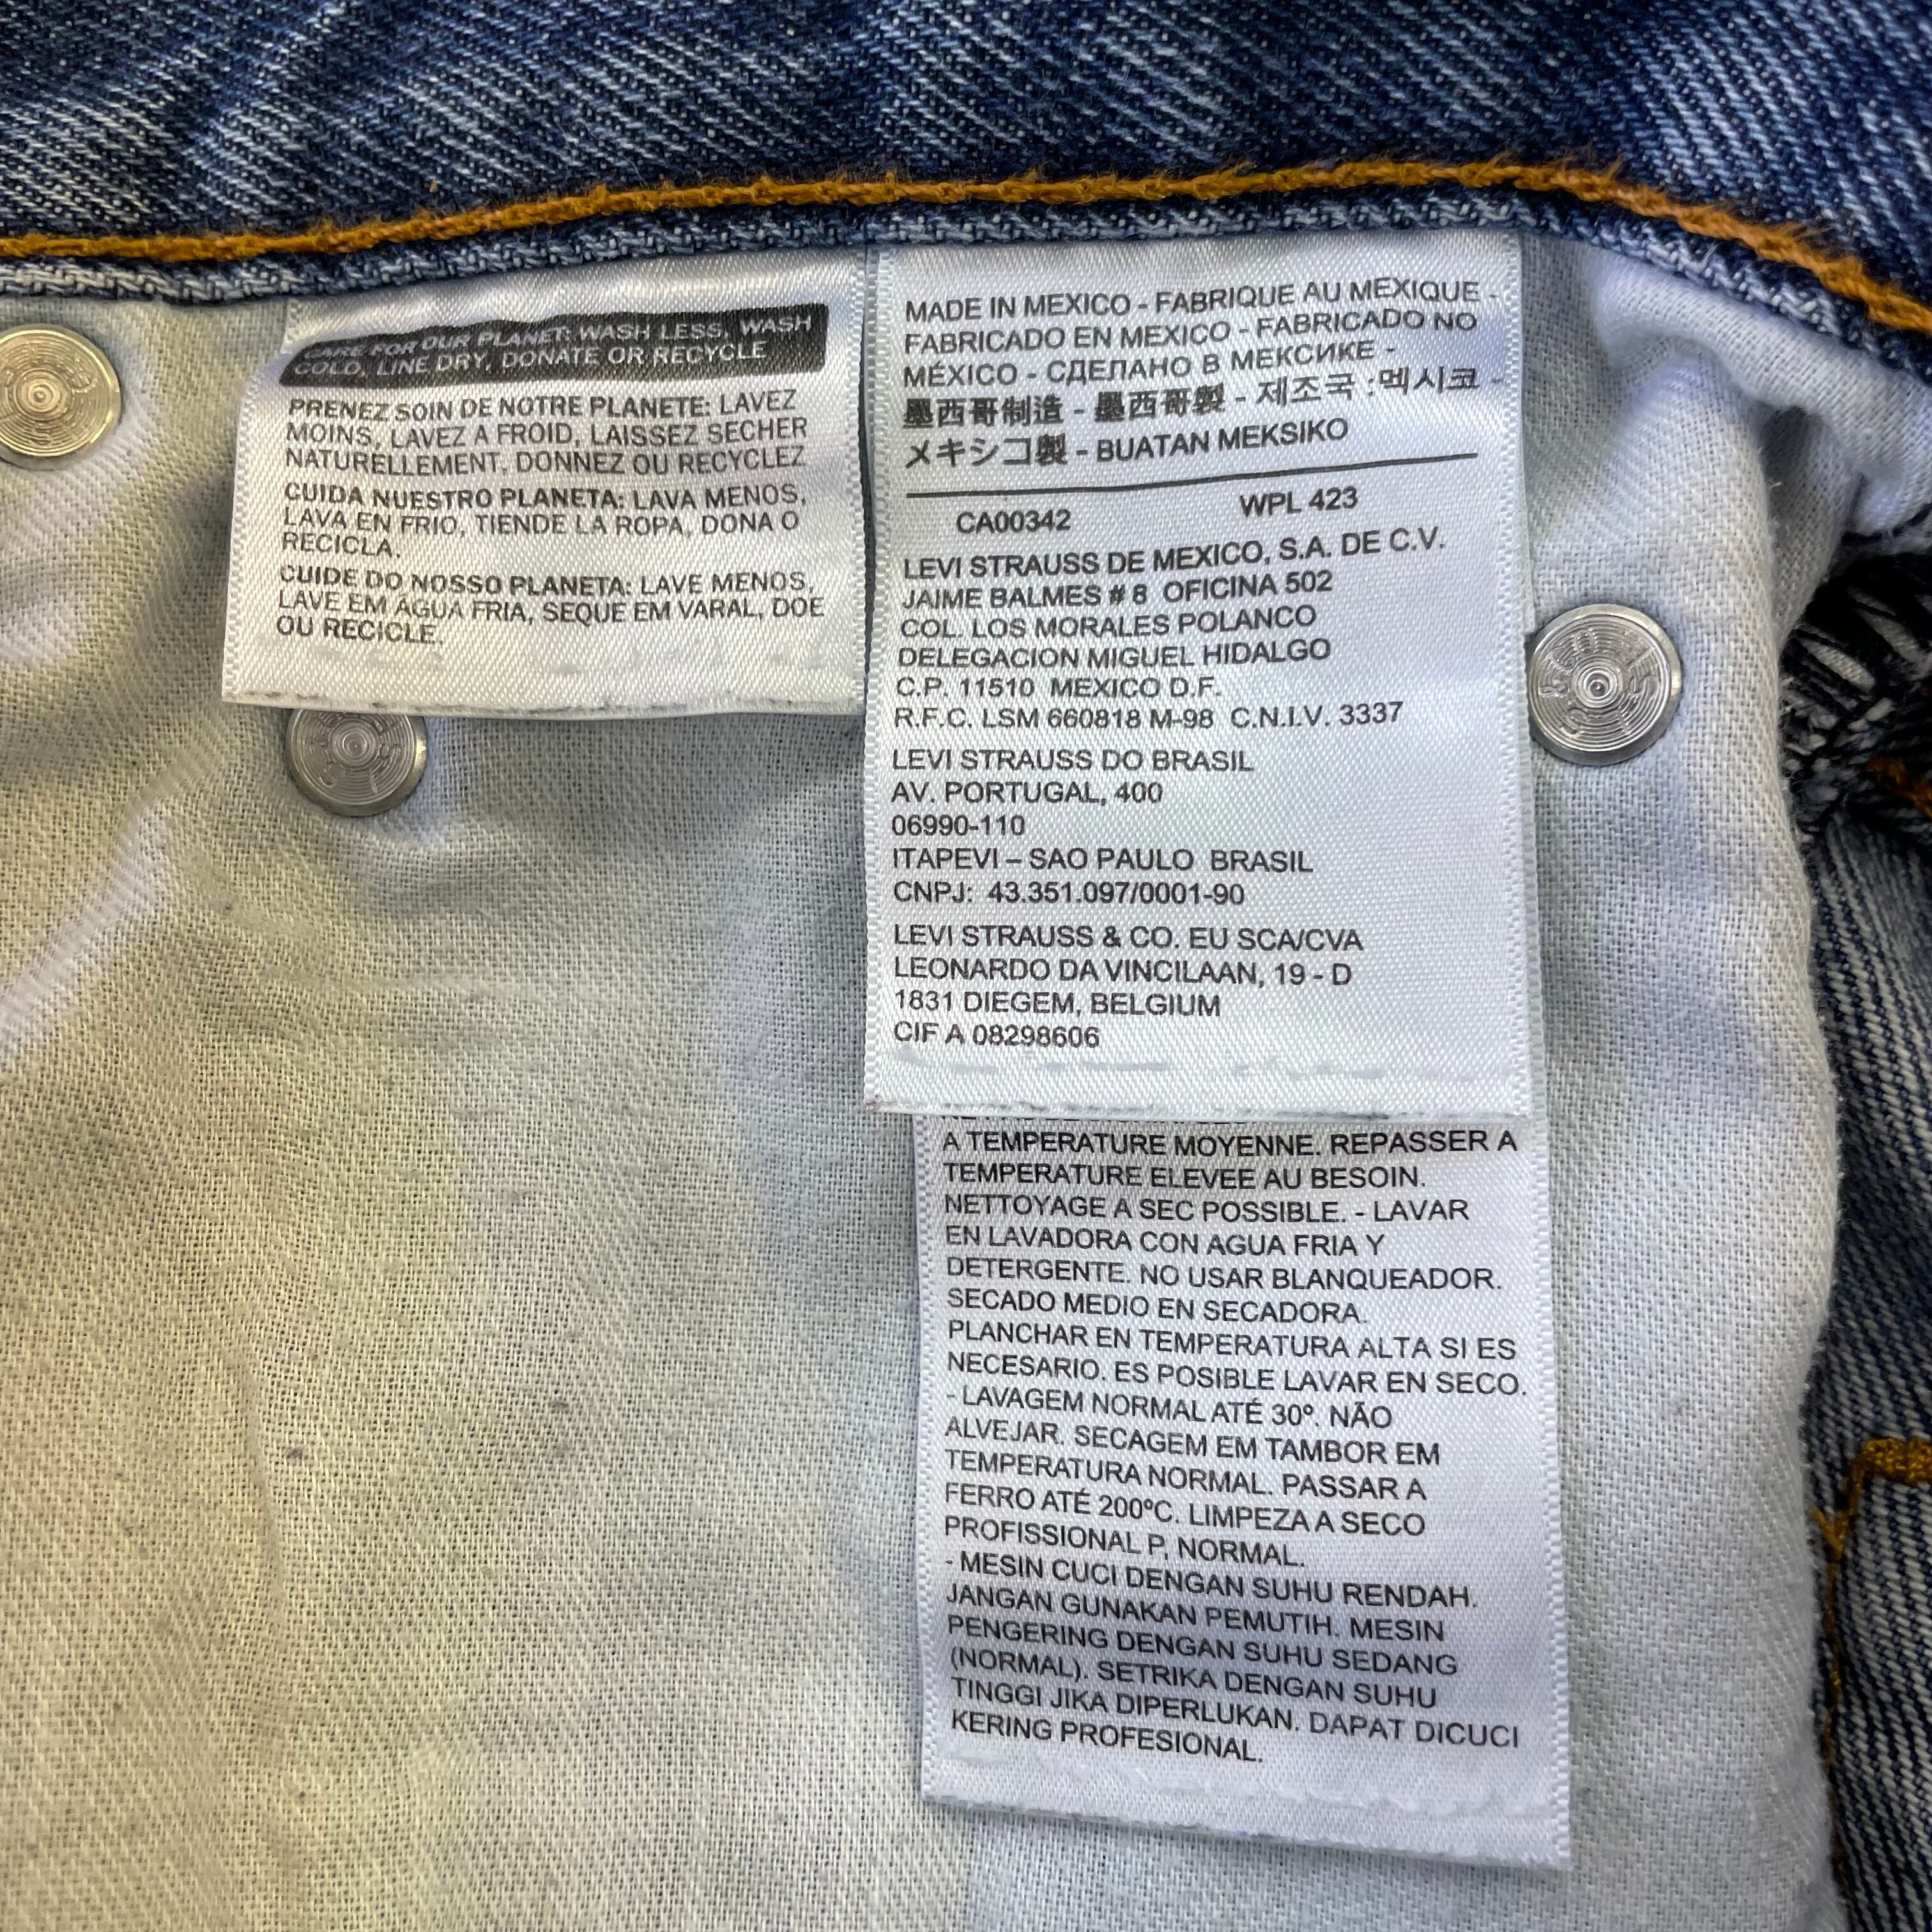 CARE FOR OUR PLANET: WASH LESS, WASH
COLD, LINE DRY, DONATE OR RECYCLE
PRENEZ SOIN DE NOTRE PLANETE: LAVEZ
MOINS, LAVEZ A FROID, LAISSEZ SECHER
NATURELLEMENT, DONNEZ OU RECYCLEZ
CUIDA NUESTRO PLANETA: LAVA MENOS,
LAVA EN FRIO, TIENDE LA ROPA, DONA O
RECICLA.
CUIDE DO NOSSO PLANETA: LAVE MENOS,
LAVE EM ÁGUA FRIA, SEQUE EM VARAL, DOE
OU RECICLE.
MADE IN MEXICO - FABRIQUE AU MEXIQUE -
FABRICADO EN MEXICO - FABRICADO NO
MÉXICO - СДЕЛАНО В МЕКСИКЕ -
墨西哥制造 - 墨西哥製 - 제조국 :멕시코 -
メキシコ製 - BUATAN MEKSIKO
CA00342 WPL 423
LEVI STRAUSS DE MEXICO, S.A. DE C.V.
JAIME BALMES # 8 OFICINA 502
COL. LOS MORALES POLANCO
DELEGACION MIGUEL HIDALGO
C.P. 11510 MEXICO D.F.
R.F.C. LSM 660818 M-98 C.N.I.V. 3337
LEVI STRAUSS DO BRASIL
AV. PORTUGAL, 400
06990-110
ITAPEVI – SAO PAULO BRASIL
CNPJ: 43.351.097/0001-90
LEVI STRAUSS & CO. EU SCA/CVA
LEONARDO DA VINCILAAN, 19 - D
1831 DIEGEM, BELGIUM
CIF A 08298606
A TEMPERATURE MOYENNE. REPASSER A
TEMPERATURE ELEVEE AU BESOIN.
NETTOYAGE A SEC POSSIBLE. - LAVAR
EN LAVADORA CON AGUA FRIA Y
DETERGENTE. NO USAR BLANQUEADOR.
SECADO MEDIO EN SECADORA.
PLANCHAR EN TEMPERATURA ALTA SI ES
NECESARIO. ES POSIBLE LAVAR EN SECO.
- LAVAGEM NORMAL ATÉ 30º. NÃO
ALVEJAR. SECAGEM EM TAMBOR EM
TEMPERATURA NORMAL. PASSAR A
FERRO ATÉ 200ºC. LIMPEZA A SECO
PROFISSIONAL P, NORMAL.
- MESIN CUCI DENGAN SUHU RENDAH.
JANGAN GUNAKAN PEMUTIH. MESIN
PENGERING DENGAN SUHU SEDANG
(NORMAL). SETRIKA DENGAN SUHU
TINGGI JIKA DIPERLUKAN. DAPAT DICUCI
KERING PROFESIONAL.